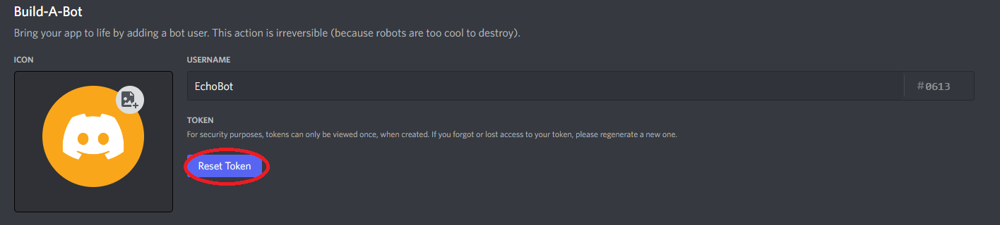 Build-A-Bot
Bring your app to life by adding a bot user. This action is irreversible (because robots are too cool to destroy).
ICON
USERNAME
EchoBot
#0613
TOKEN
For security purposes, tokens can only be viewed once, when created. If you forgot or lost access to your token, please regenerate a new one.
Reset Token